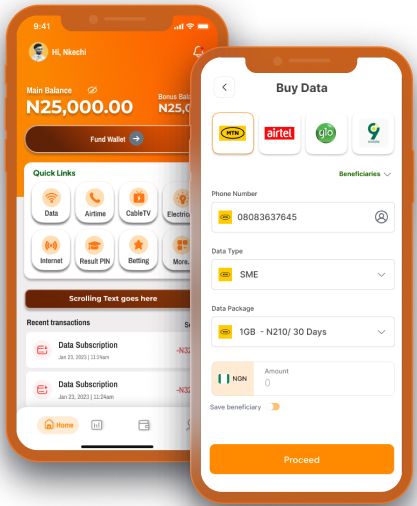 9:41
Hi, Nkechi
Main Balance
N25,000.00
Bonus
N25,0
Fund Wallet
Quick Links
Data
Airtime
CableTV
Electric
Internet
Result PIN
Betting
More..
Scrolling Text goes here
Recent transactions
Data Subscription
Jan 23, 2023 | 11:24am
-N32
Data Subscription
Jan 23, 2023 | 11:24am
-N32
Home
Buy Data
MTN
airtel
glo
9
mobile
Beneficiaries
Phone Number
08083637645
Data Type
SME
Data Package
1GB - N210/ 30 Days
NGN
Amount
0
Save beneficiary
Proceed